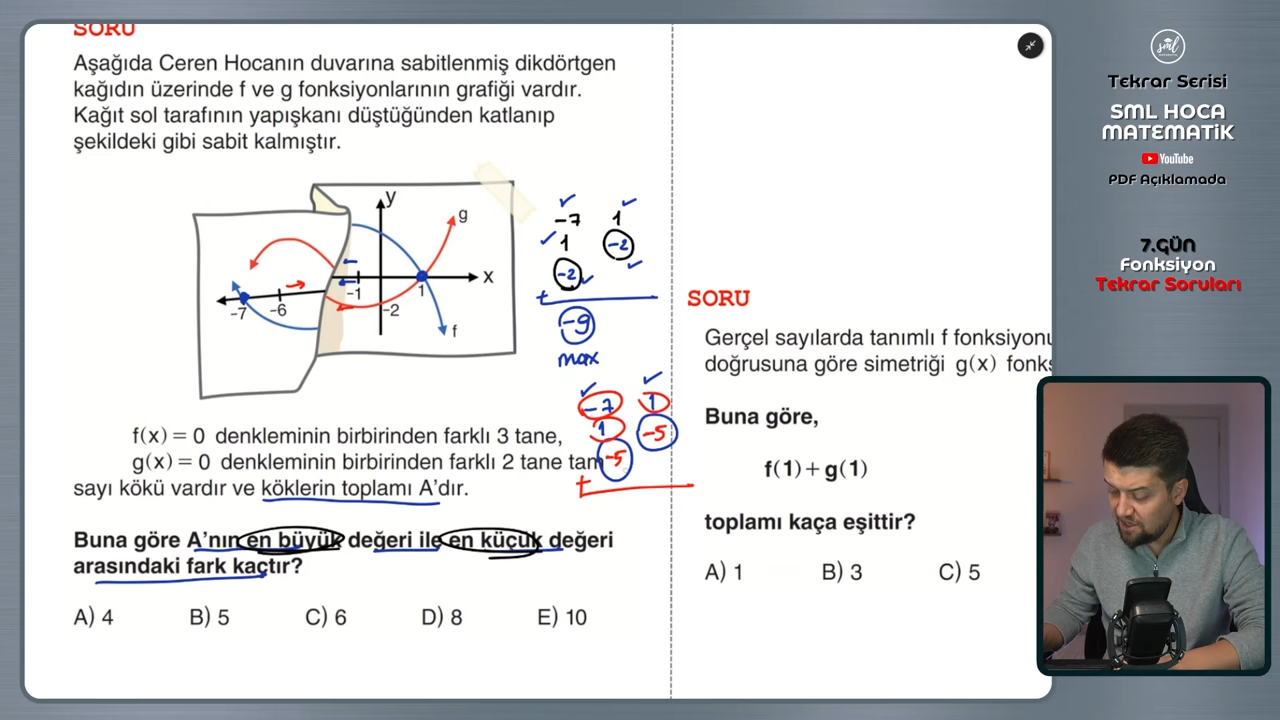 SORU
Aşağıda Ceren Hocanın duvarına sabitlenmiş dikdörtgen
kağıdın üzerinde f ve g fonksiyonlarının grafiği vardır.
Kağıt sol tarafının yapışkanı düştüğünden katlanıp
şekildeki gibi sabit kalmıştır.
y
g
x
-7
-6
-1
1
-2
f
-7 1
1 -2
-2
+
-9
max
-7 1
1 -5
-5
+
f(x) = 0 denkleminin birbirinden farklı 3 tane,
g(x) = 0 denkleminin birbirinden farklı 2 tane tam
sayı kökü vardır ve köklerin toplamı A'dır.
Buna göre A'nın en büyük değeri ile en küçük değeri
arasındaki fark kaçtır?
A) 4 B) 5 C) 6 D) 8 E) 10
SORU
Gerçel sayılarda tanımlı f fonksiyonu
doğrusuna göre simetriği g(x) fonks
Buna göre,
f(1) + g(1)
toplamı kaça eşittir?
A) 1 B) 3 C) 5
sml
Tekrar Serisi
SML HOCA
MATEMATİK
YouTube
PDF Açıklamada
7.GÜN
Fonksiyon
Tekrar Soruları